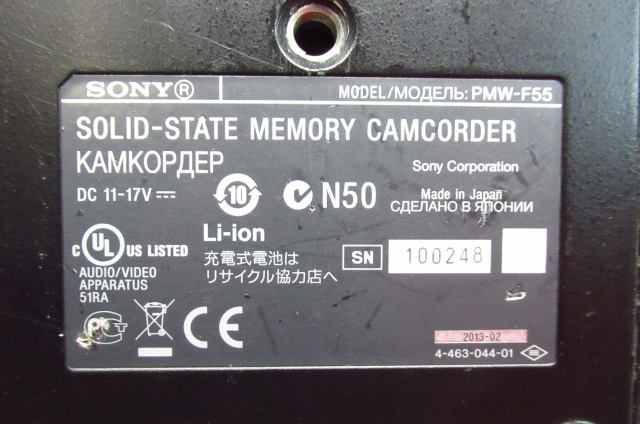 SONY® MODEL/МОДЕЛЬ: PMW-F55
SOLID-STATE MEMORY CAMCORDER
КАМКОРДЕР
Sony Corporation
DC 11-17V ⎓ 10 N50 Made in Japan
СДЕЛАНО В ЯПОНИИ
C UL US LISTED
AUDIO/VIDEO
APPARATUS
51RA
Li-ion
充電式電池は
リサイクル協力店へ
SN 100248
CE
2013-02
4-463-044-01